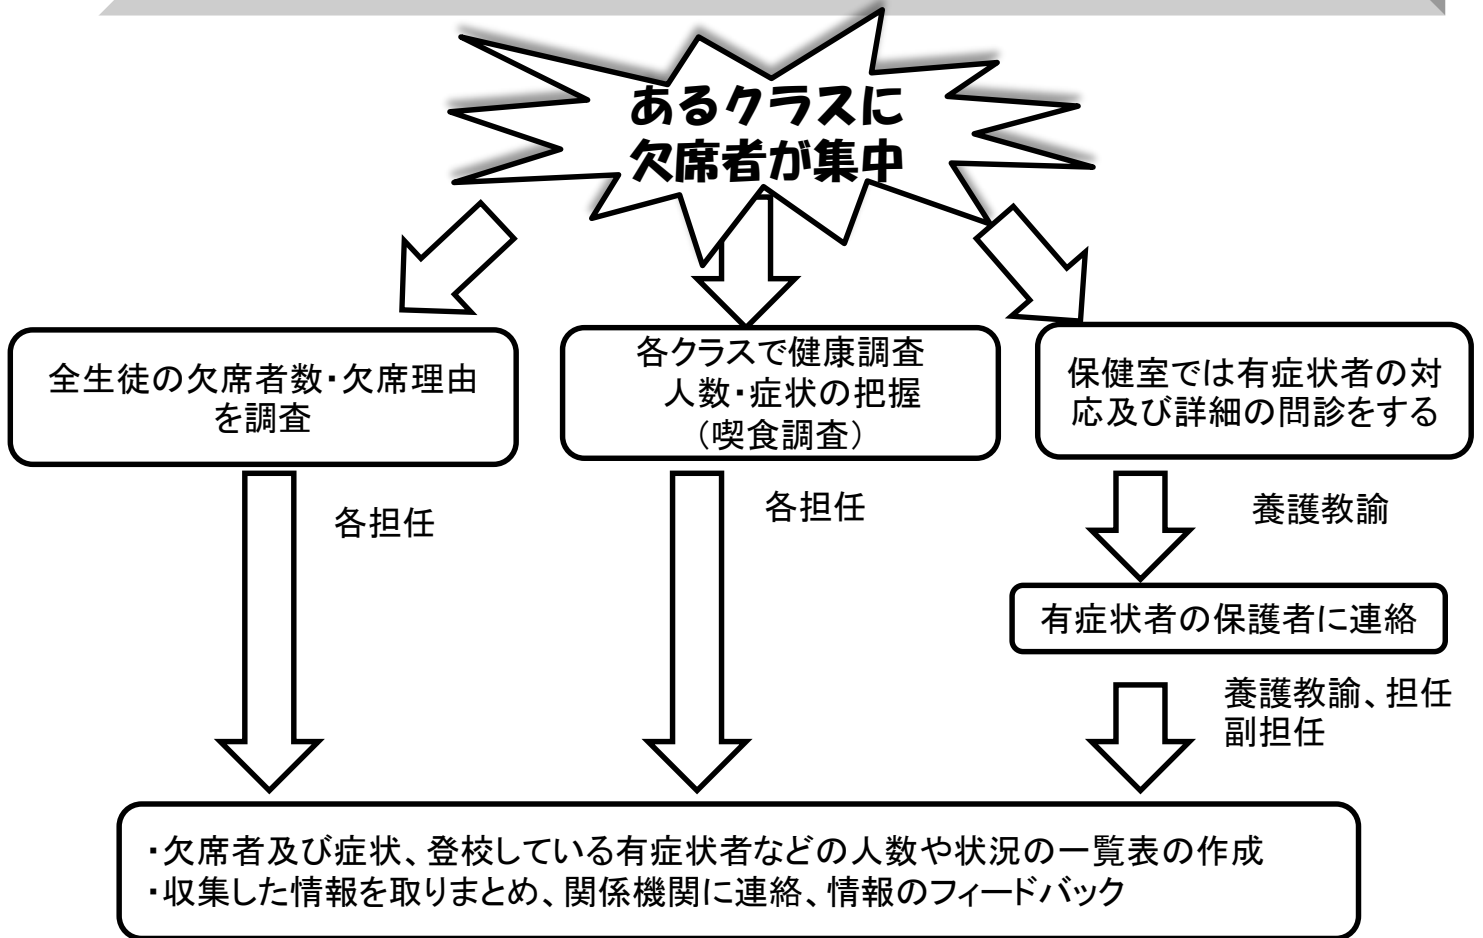 あるクラスに
欠席者が集中
全生徒の欠席者数・欠席理由
を調査
各クラスで健康調査
人数・症状の把握
（喫食調査）
保健室では有症状者の対
応及び詳細の問診をする
各担任
各担任
養護教諭
有症状者の保護者に連絡
養護教諭、担任
副担任
・欠席者及び症状、登校している有症状者などの人数や状況の一覧表の作成
・収集した情報を取りまとめ、関係機関に連絡、情報のフィードバック